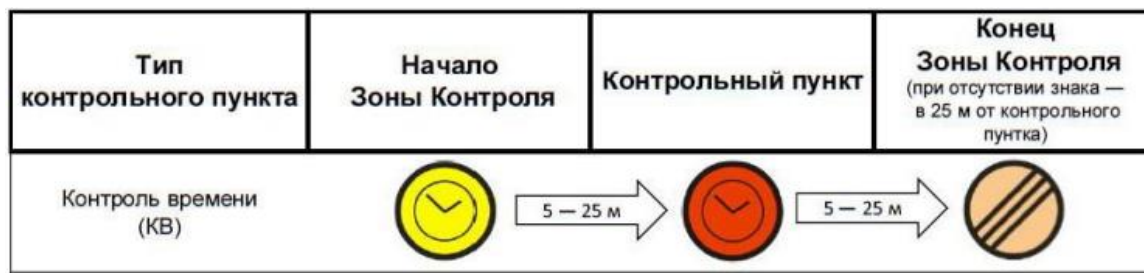 Тип
контрольного пункта
Начало
Зоны Контроля
Контрольный пункт
Конец
Зоны Контроля
(при отсутствии знака —
в 25 м от контрольного
пунтка)
Контроль времени
(КВ)
5 — 25 м
5 — 25 м